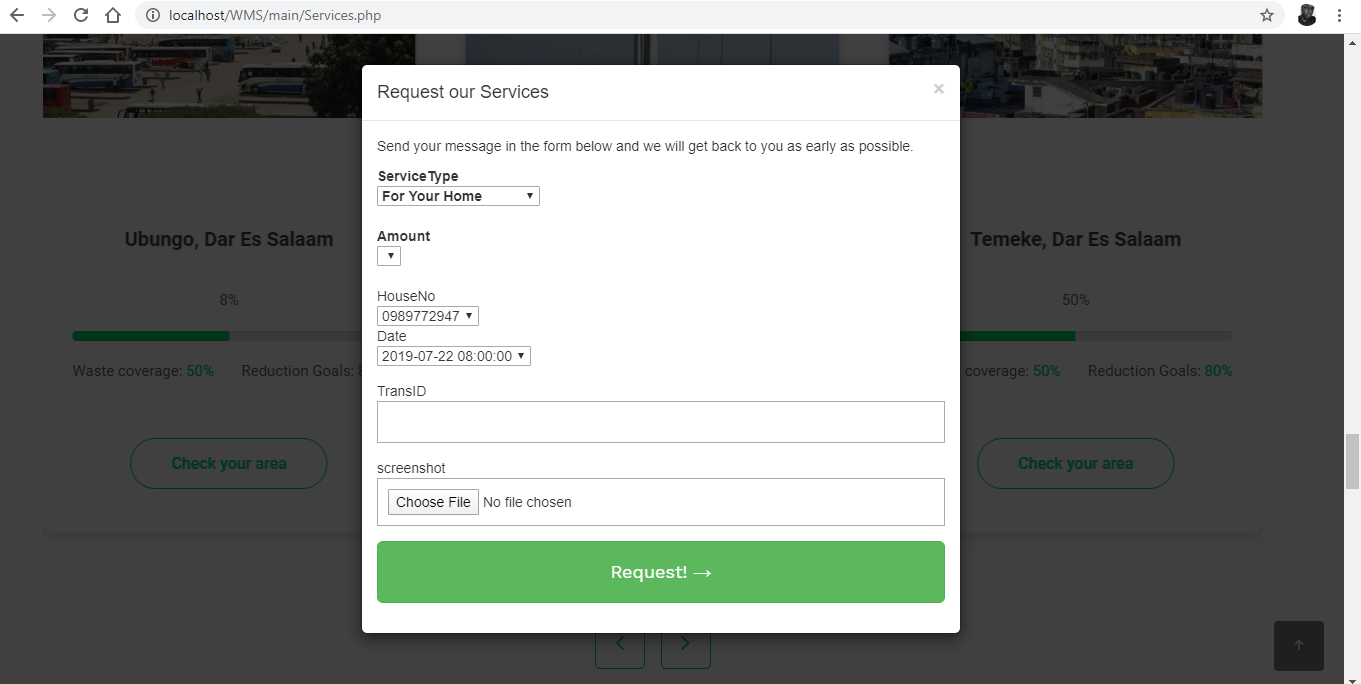 localhost/WMS/main/Services.php
Request our Services
×
Send your message in the form below and we will get back to you as early as possible.
ServiceType
For Your Home
Amount
HouseNo
0989772947
Date
2019-07-22 08:00:00
TransID
screenshot
Choose File No file chosen
Request! →
Ubungo, Dar Es Salaam
8%
Waste coverage: 50% Reduction Goals:
Check your area
Temeke, Dar Es Salaam
50%
coverage: 50% Reduction Goals: 80%
Check your area